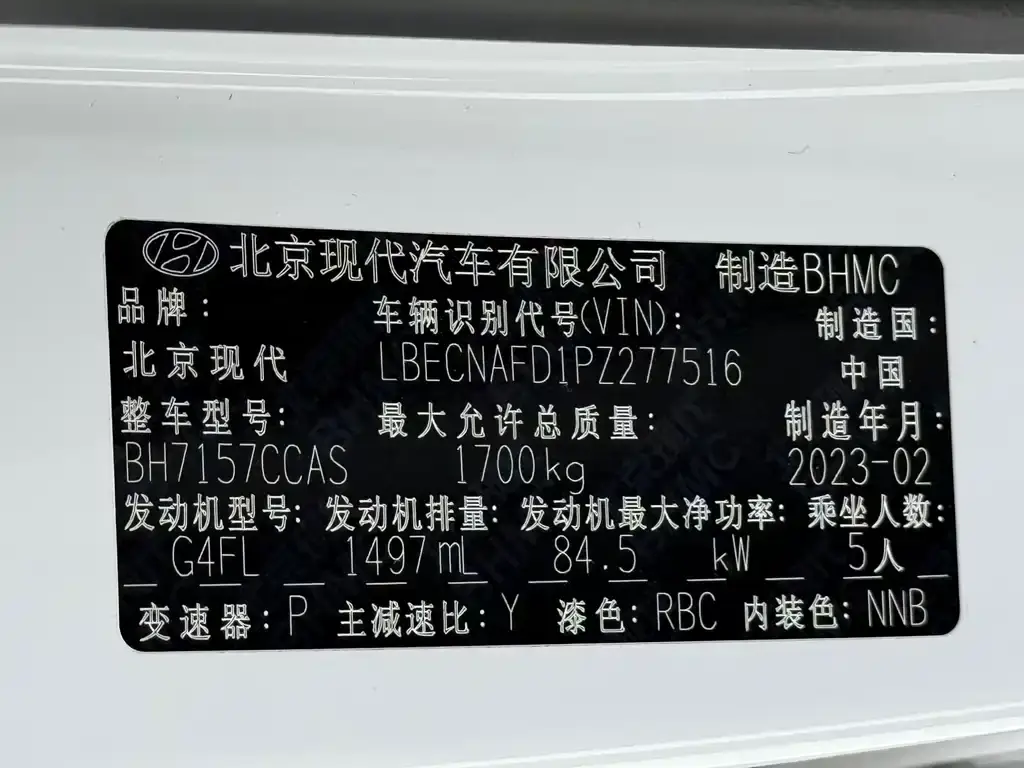 北京现代汽车有限公司 制造BHMC
品牌: 车辆识别代号(VIN): 制造国:
北京现代 LBECNAFD1PZ277516 中国
整车型号: 最大允许总质量: 制造年月:
BH7157CCAS 1700kg 2023-02
发动机型号: 发动机排量: 发动机最大净功率: 乘坐人数:
G4FL 1497mL 84.5 kW 5人
变速器: P 主减速比: Y 漆色: RBC 内装色: NNB